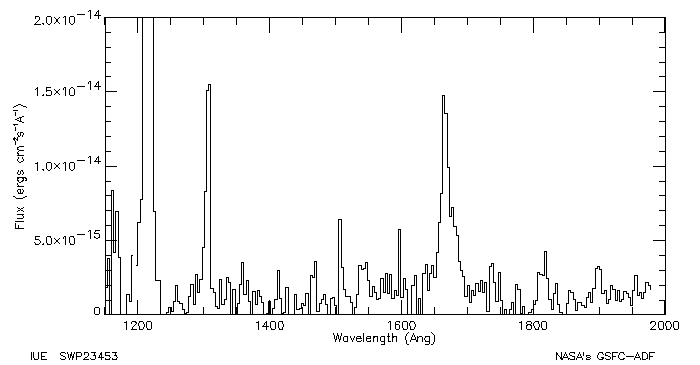 2.0×10⁻¹⁴
1.5×10⁻¹⁴
1.0×10⁻¹⁴
5.0×10⁻¹⁵
0
Flux (ergs cm⁻²s⁻¹A⁻¹)
1200 1400 1600 1800 2000
Wavelength (Ang)
IUE SWP23453 NASA's GSFC-ADF